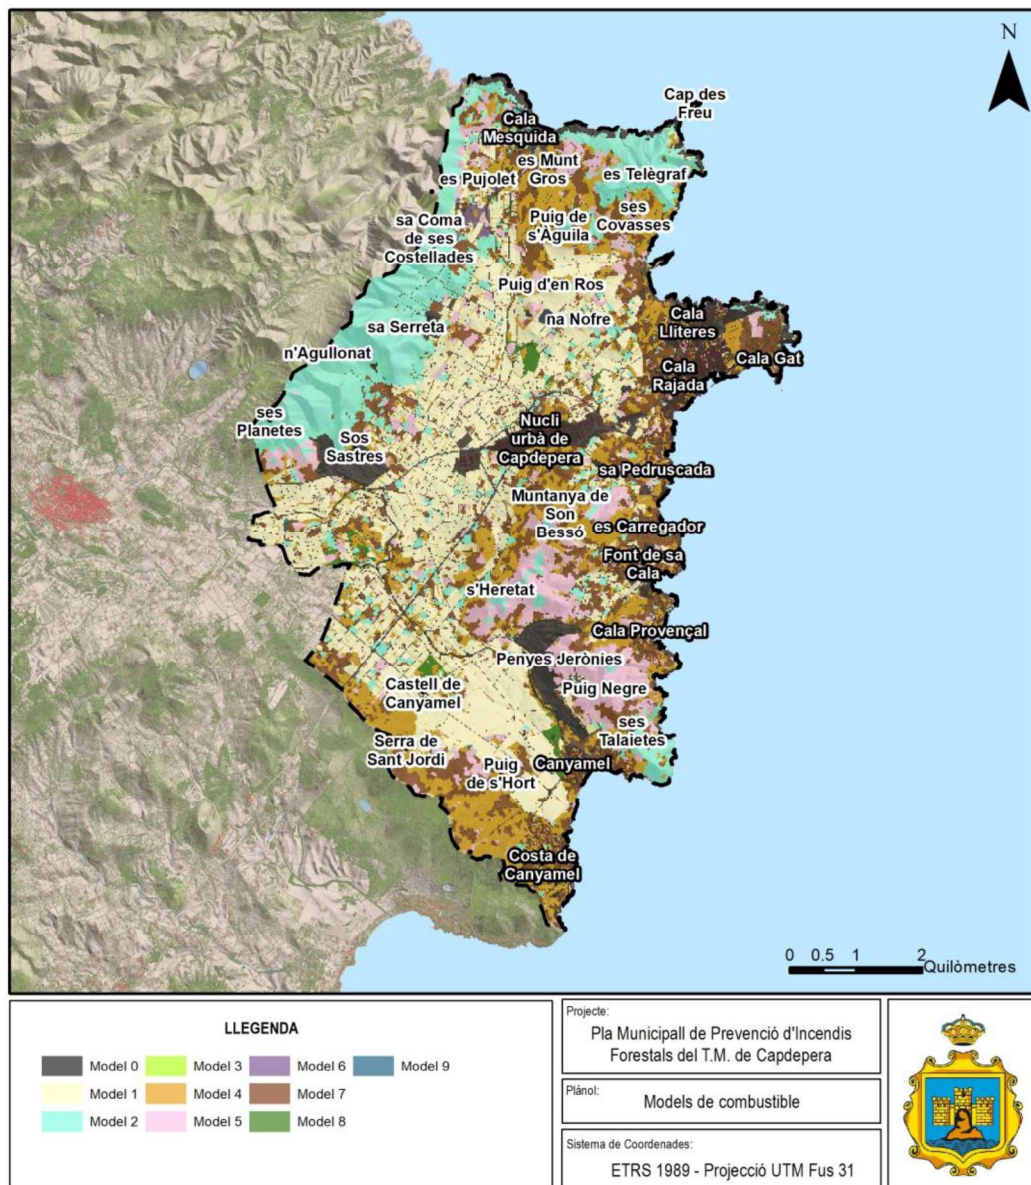 N
Cap des
Freu
Cala
Mesquida
es Munt
Gros
es Pujolet
es Telègraf
ses
Covasses
sa Coma
de ses
Costellades
Puig de
s'Àguila
Puig d'en Ros
Cala
Lliteres
na Nofre
sa Serreta
n'Agullonat
Cala Gat
Cala
Rajada
ses
Planetes
Sos
Sastres
Nucli
urbà de
Capdepera
sa Pedruscada
Muntanya de
Son
Bessó
es Carregador
Font de sa
Cala
s'Heretat
Cala Provençal
Penyes Jerònies
Castell de
Canyamel
Puig Negre
ses
Talaietes
Serra de
Sant Jordi
Puig
de s'Hort
Canyamel
Costa de
Canyamel
0 0.5 1 2
Quilòmetres
LLEGENDA
Model 0 Model 3 Model 6 Model 9
Model 1 Model 4 Model 7
Model 2 Model 5 Model 8
Projecte:
Pla Municipall de Prevenció d'Incendis
Forestals del T.M. de Capdepera
Plànol:
Models de combustible
Sistema de Coordenades:
ETRS 1989 - Projecció UTM Fus 31